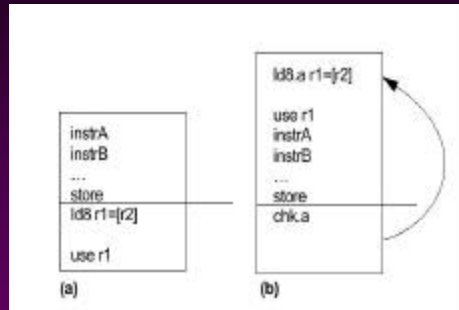 instrA
instrB
....
store
ld8 r1=[r2]
use r1
(a)
ld8.a r1=[r2]
use r1
instrA
instrB
...
store
chk.a
(b)